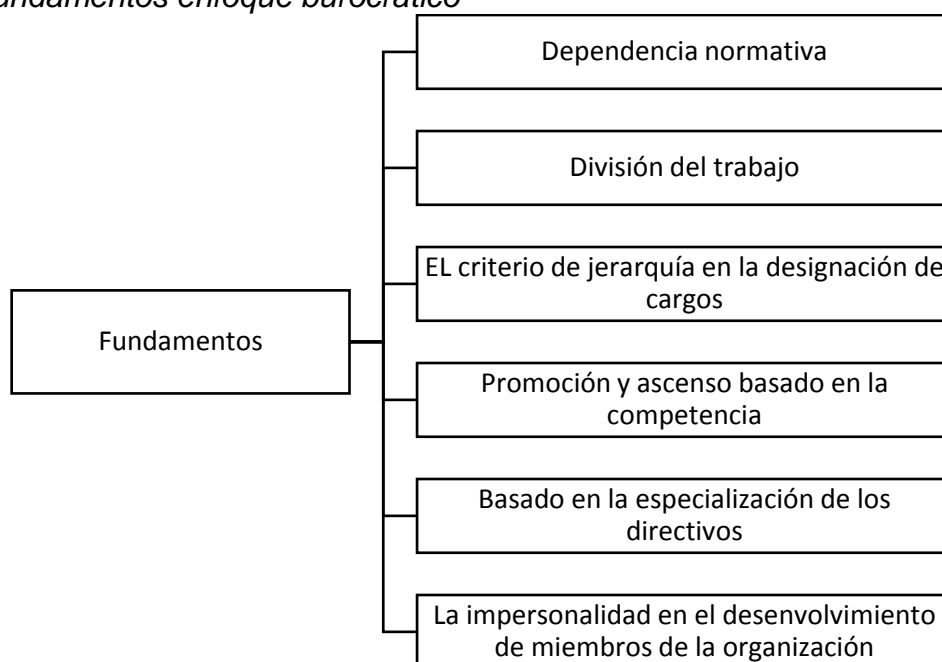 undamentos enfoque burocrático
Dependencia normativa
División del trabajo
EL criterio de jerarquía en la designación de
cargos
Fundamentos
Promoción y ascenso basado en la
competencia
Basado en la especialización de los
directivos
La impersonalidad en el desenvolvimiento
de miembros de la organización